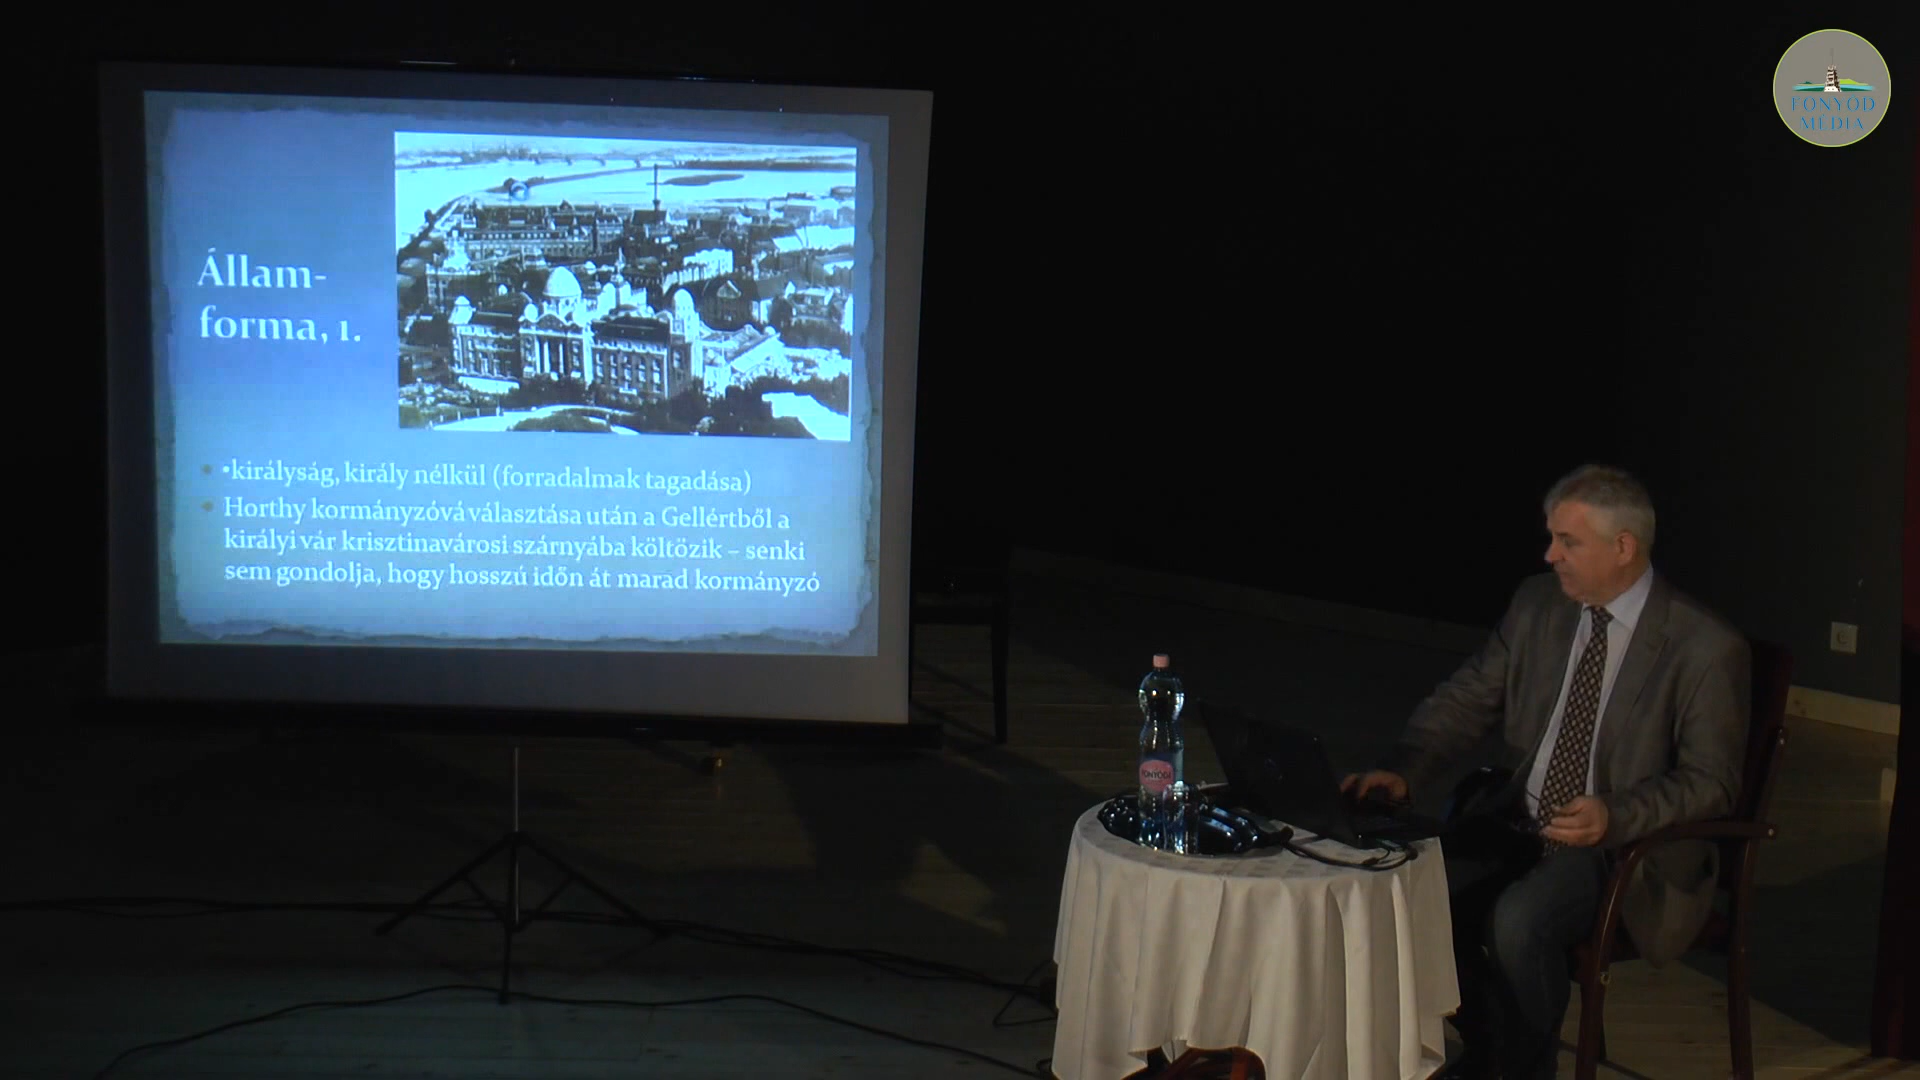 Állam-
forma, 1.
•királyság, király nélkül (forradalmak tagadása)
Horthy kormányzóvá választása után a Gellértből a
királyi vár krisztinavárosi szárnyába költözik – senki
sem gondolja, hogy hosszú időn át marad kormányzó
FONYÓD
MÉDIA
FONYÓDI